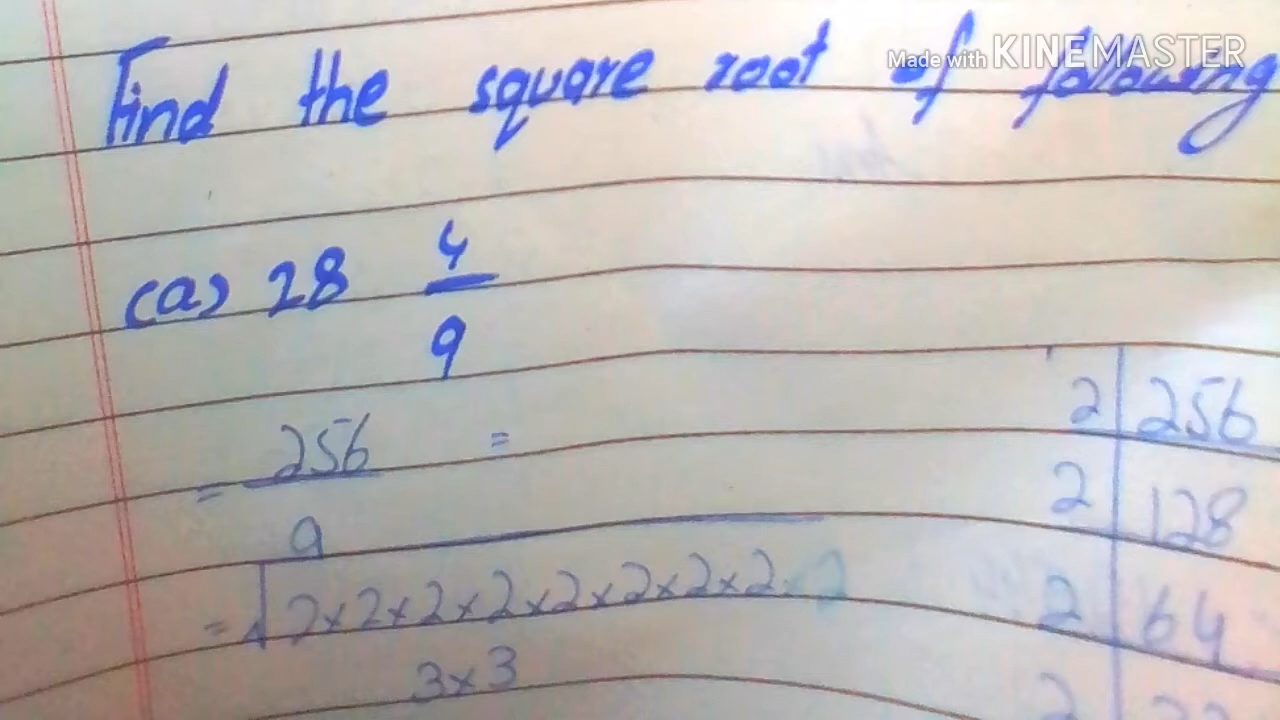 Made with KINEMASTER
Find the square root of following
(a) 28 4/9
= 256/9 =
= √2×2×2×2×2×2×2×2
3×3
2 | 256
2 | 128
2 | 64
2